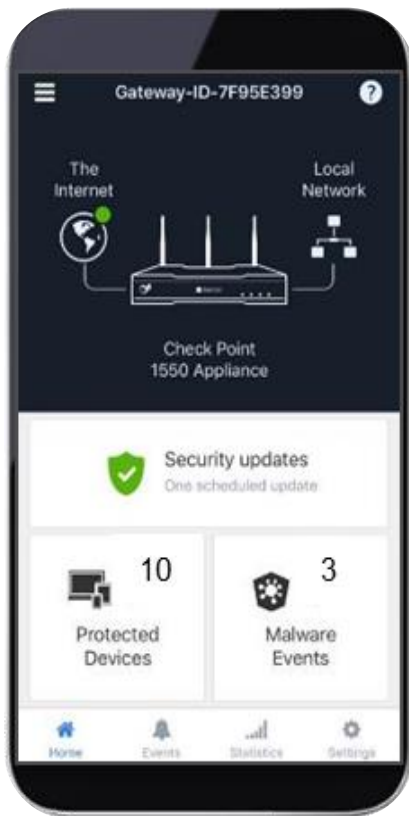 Gateway-ID-7F95E399
?
The
Internet
Local
Network
Check Point
1550 Appliance
Security updates
One scheduled update
10
Protected
Devices
3
Malware
Events
Home
Events
Statistics
Settings